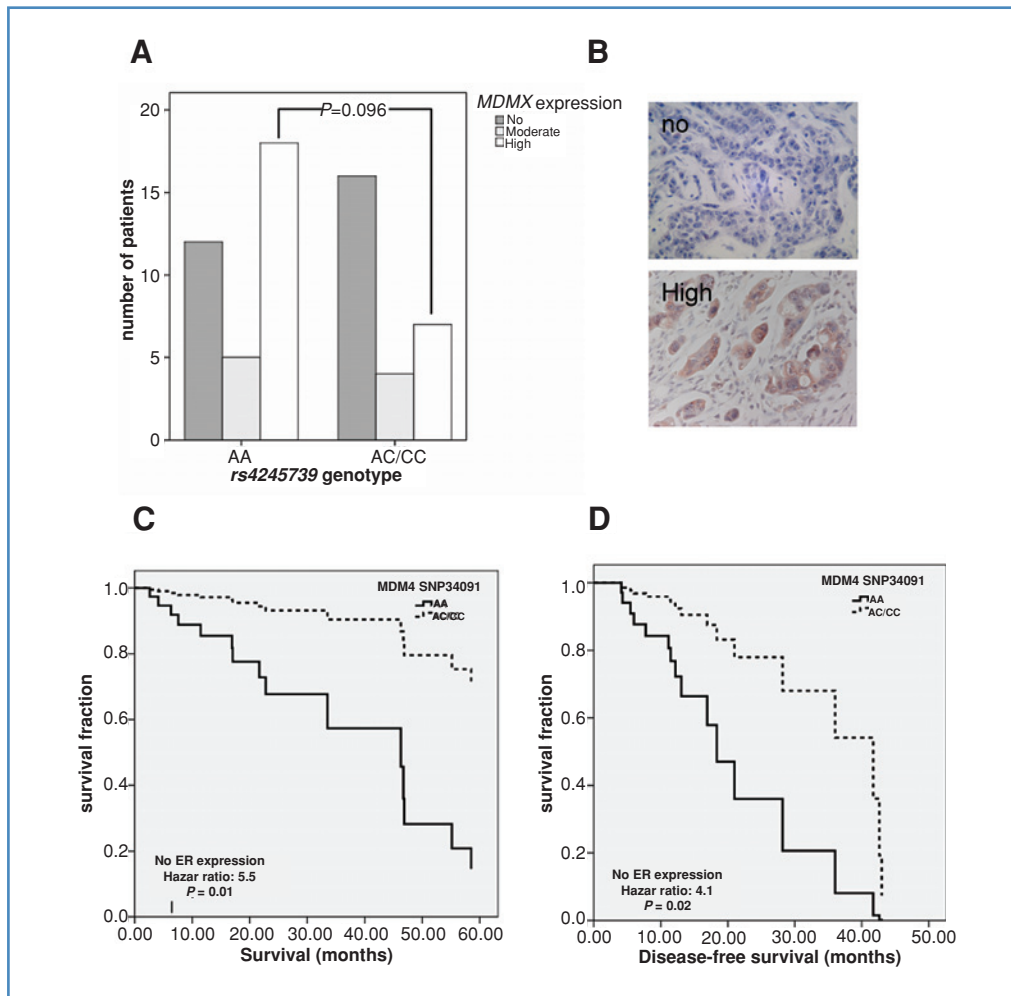 A
B
MDMX expression
No
Moderate
High
P=0.096
20
15
10
5
0
number of patients
AA
AC/CC
rs4245739 genotype
no
High
C
D
MDM4 SNP34091
AA
AC/CC
1.0
0.8
0.6
0.4
0.2
0.0
survival fraction
No ER expression
Hazar ratio: 5.5
P = 0.01
0.00 10.00 20.00 30.00 40.00 50.00 60.00
Survival (months)
MDM4 SNP34091
AA
AC/CC
1.0
0.8
0.6
0.4
0.2
0.0
survival fraction
No ER expression
Hazar ratio: 4.1
P = 0.02
0.00 10.00 20.00 30.00 40.00 50.00
Disease-free survival (months)